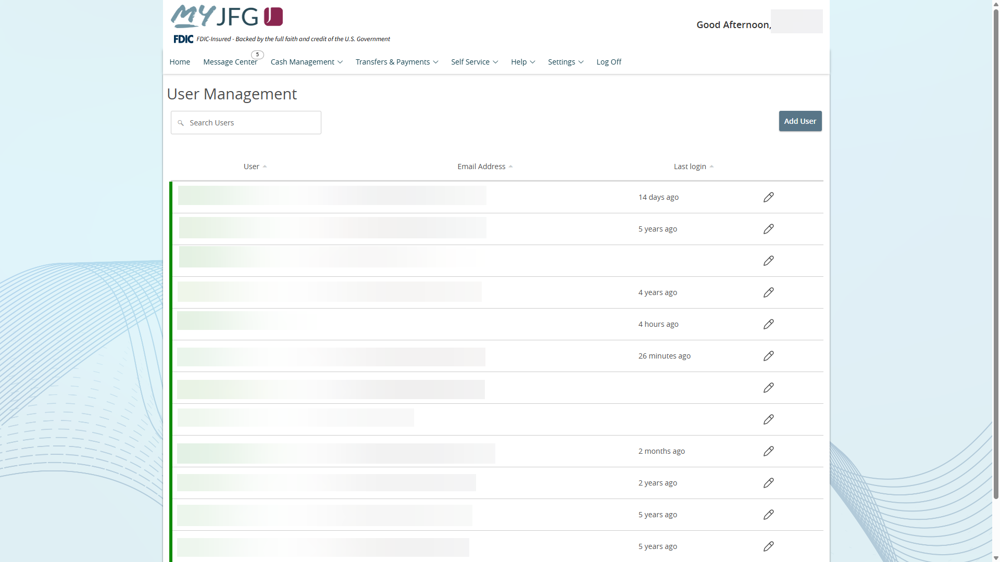 MY JFG
Good Afternoon,
FDIC FDIC-Insured - Backed by the full faith and credit of the U.S. Government
5
Home Message Center Cash Management Transfers & Payments Self Service Help Settings Log Off
User Management
Search Users
Add User
User Email Address Last login
14 days ago
5 years ago
4 years ago
4 hours ago
26 minutes ago
2 months ago
2 years ago
5 years ago
5 years ago